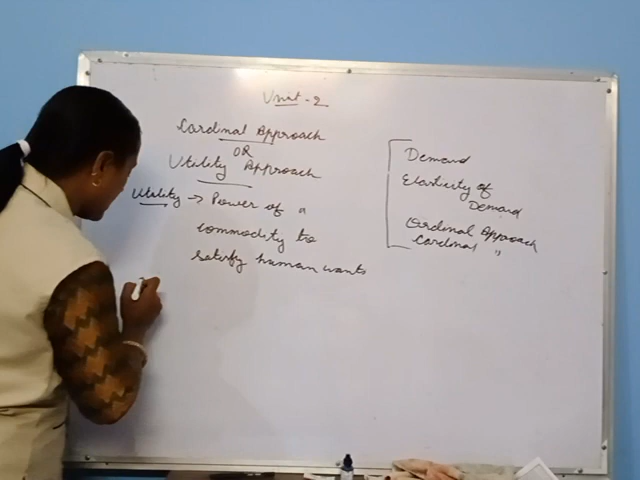 Unit - 2
Cardinal Approach
OR
Utility Approach
Utility → Power of a
commodity to
satisfy human wants
Demand
Elasticity of
Demand
Ordinal Approach
Cardinal "